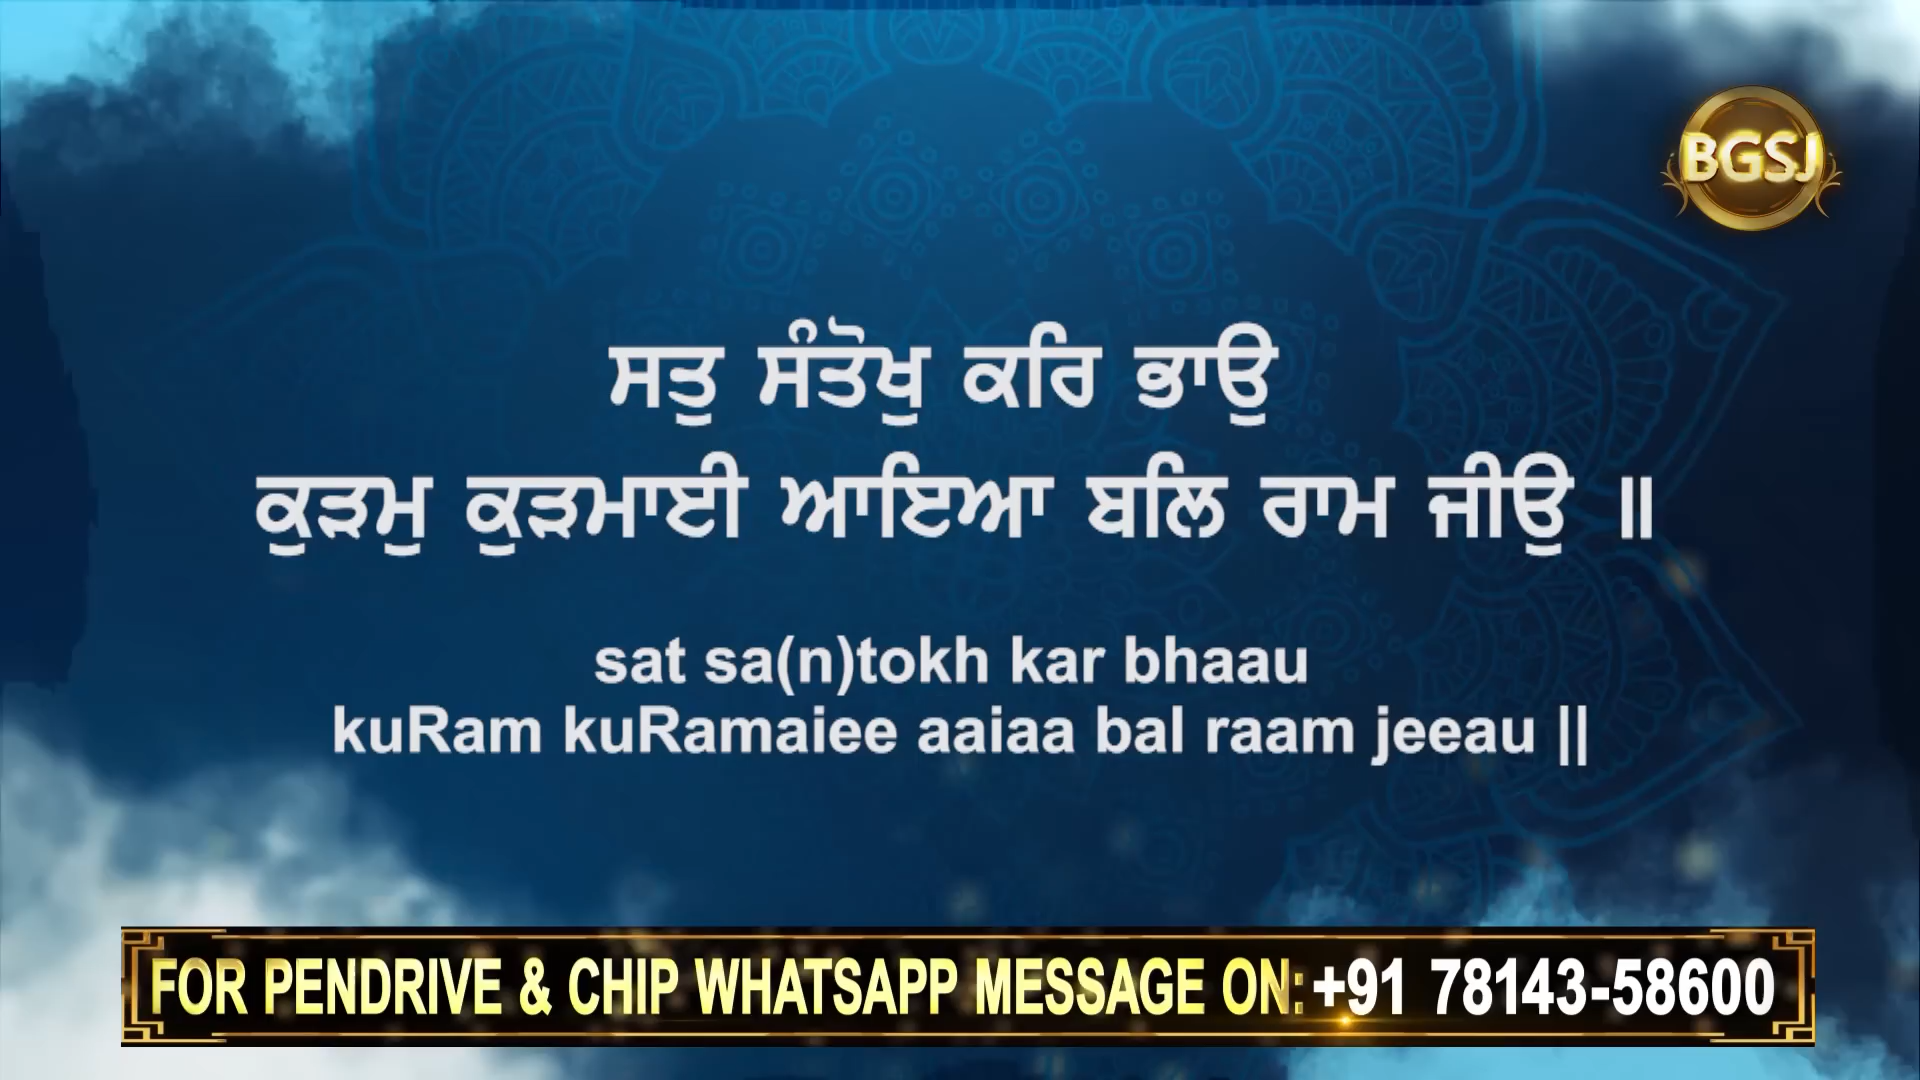 BGSJ
ਸਤੁ ਸੰਤੋਖੁ ਕਰਿ ਭਾਉ
ਕੁੜਮੁ ਕੁੜਮਾਈ ਆਇਆ ਬਲਿ ਰਾਮ ਜੀਉ ॥
sat sa(n)tokh kar bhaau
kuRam kuRamaiee aaiaa bal raam jeeau ||
FOR PENDRIVE & CHIP WHATSAPP MESSAGE ON: +91 78143-58600